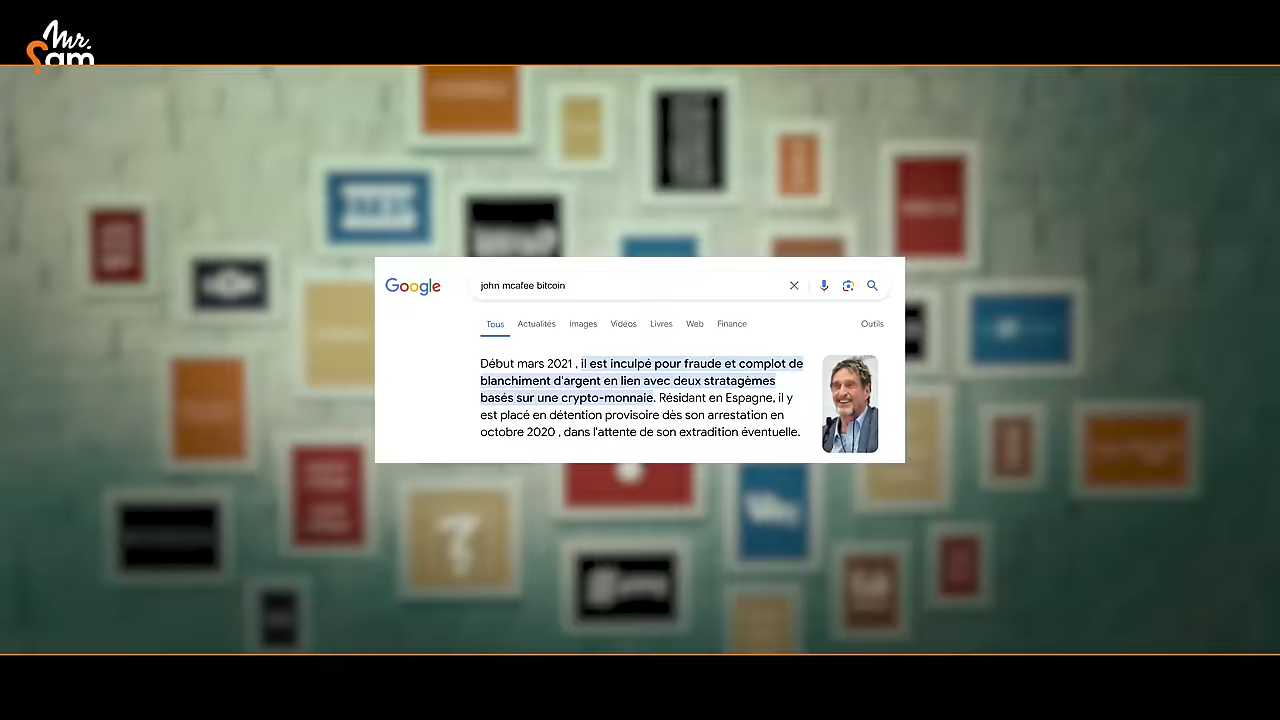 Mr.
Sam
Google
john mcafee bitcoin
Tous Actualités Images Vidéos Livres Web Finance Outils
Début mars 2021 , il est inculpé pour fraude et complot de
blanchiment d'argent en lien avec deux stratagèmes
basés sur une crypto-monnaie. Résidant en Espagne, il y
est placé en détention provisoire dès son arrestation en
octobre 2020 , dans l'attente de son extradition éventuelle.
?